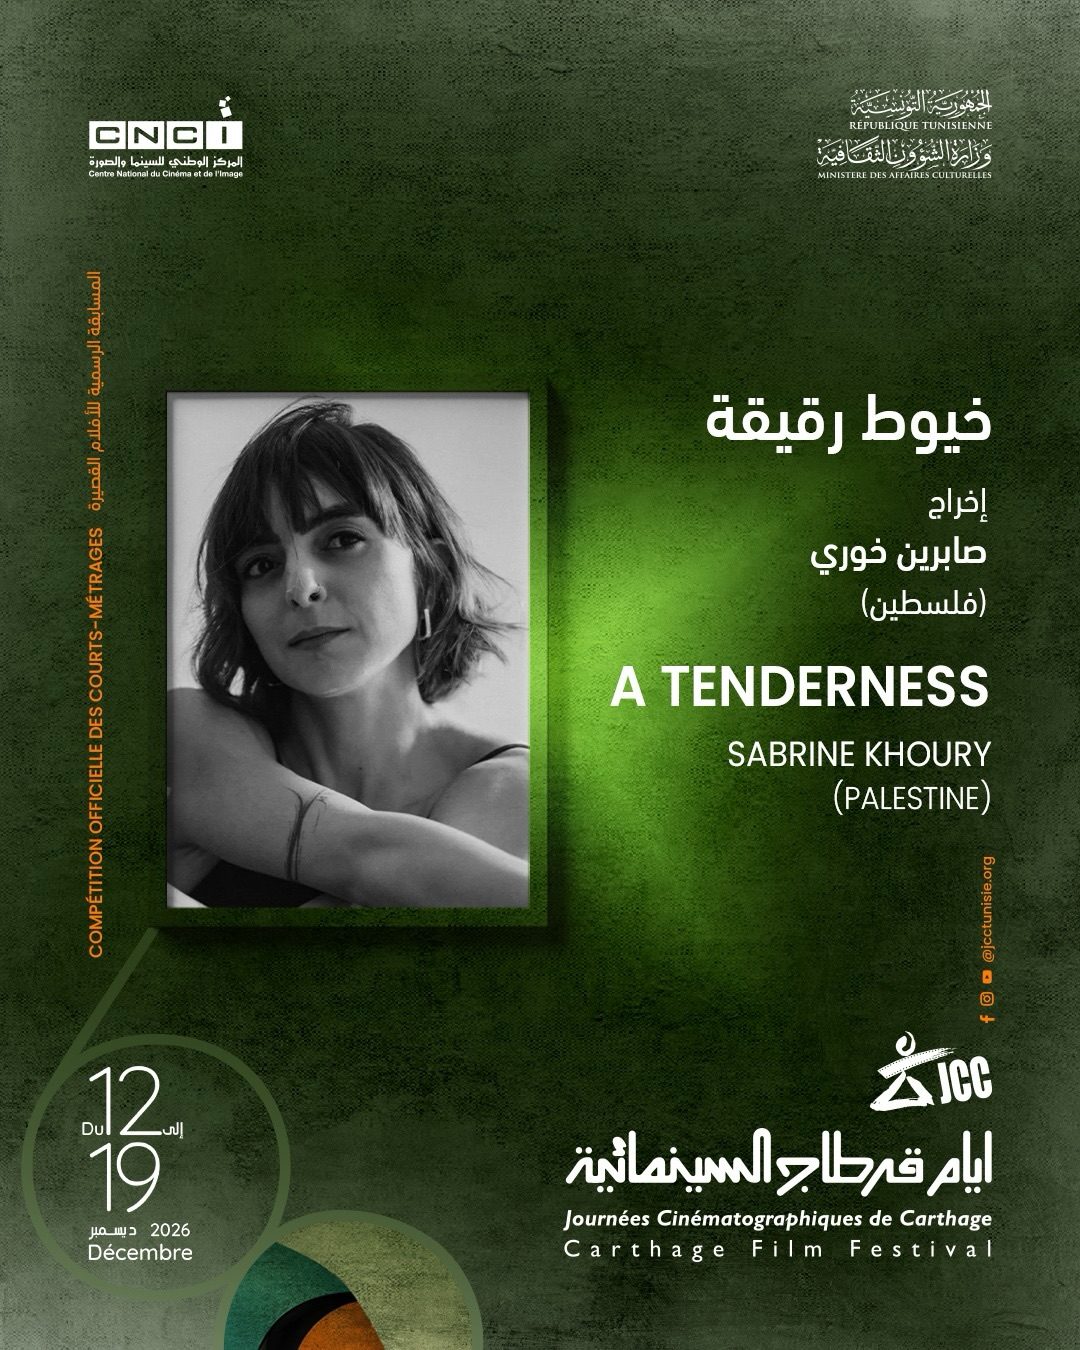 CNCI
المركز الوطني للسينما والصورة
Centre National du Cinéma et de l'Image
الجمهورية التونسية
RÉPUBLIQUE TUNISIENNE
وزارة الشؤون الثقافية
MINISTERE DES AFFAIRES CULTURELLES
المسابقة الرسمية للأفلام القصيرة
COMPÉTITION OFFICIELLE DES COURTS-MÉTRAGES
خيوط رقيقة
إخراج
صابرين خوري
(فلسطين)
A TENDERNESS
SABRINE KHOURY
(PALESTINE)
@jcctunisie.org
JCC
ايام قرطاج السينمائية
Journées Cinématographiques de Carthage
Carthage Film Festival
Du 12 إلى
19
ديسمبر 2026
Décembre